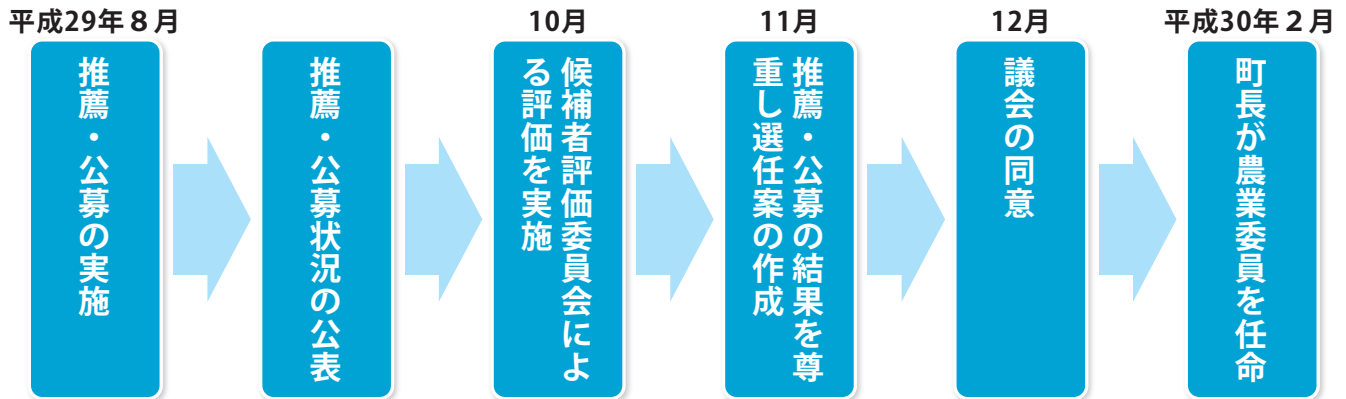 平成29年８月
推薦・公募の実施
推薦・公募状況の公表
10月
候補者評価委員会によ
る評価を実施
11月
推薦・公募の結果を尊
重し選任案の作成
12月
議会の同意
平成30年２月
町長が農業委員を任命